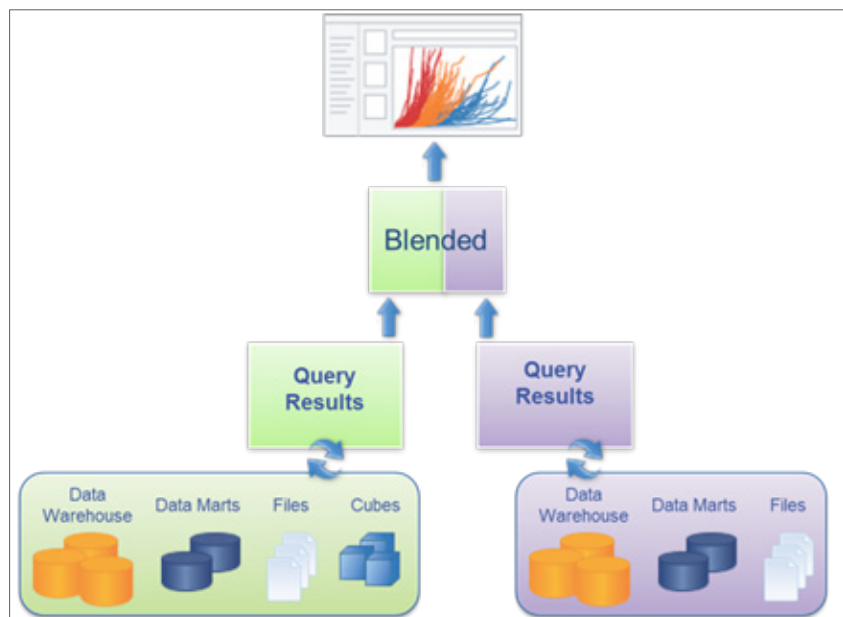 Blended
Query
Results
Query
Results
Data
Warehouse
Data Marts
Files
Cubes
Data
Warehouse
Data Marts
Files